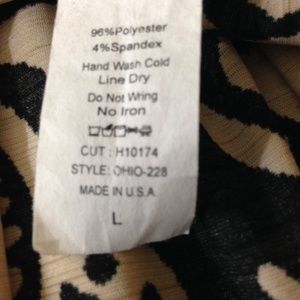 96%Polyester
4%Spandex
Hand Wash Cold
Line Dry
Do Not Wring
No Iron
CUT : H10174
STYLE: OHIO-228
MADE IN U.S.A
L